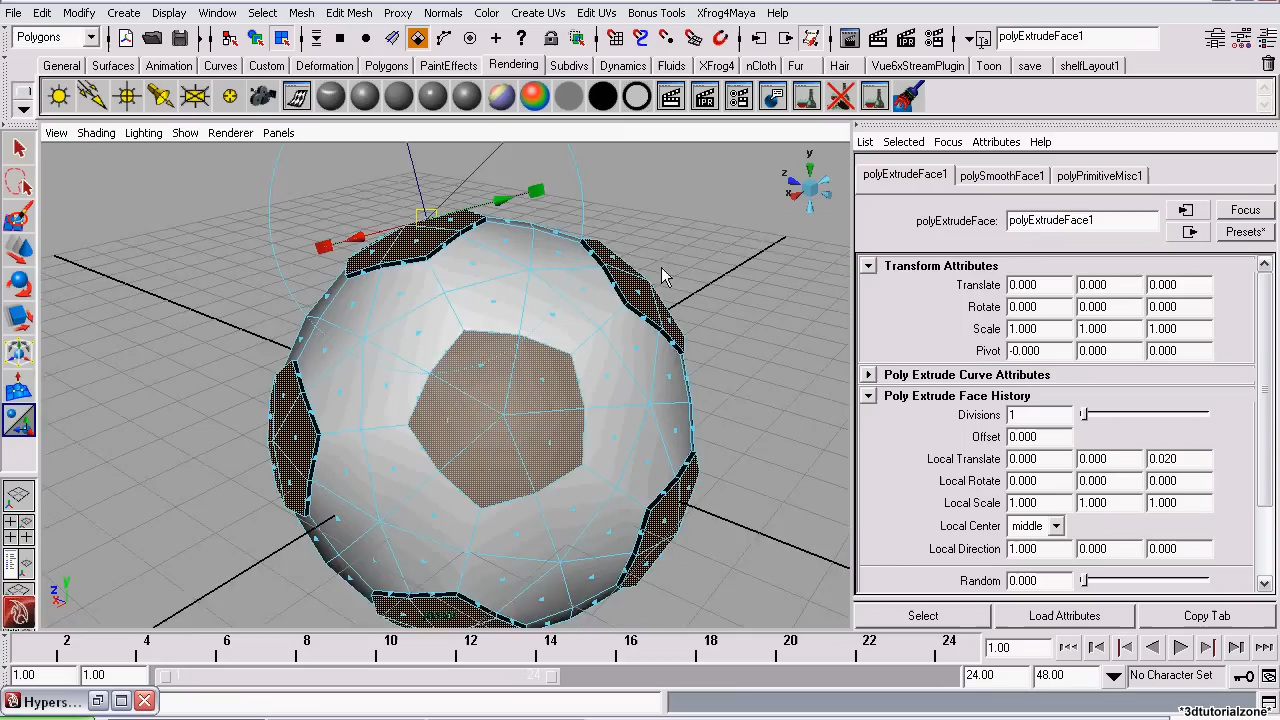 File Edit Modify Create Display Window Select Mesh Edit Mesh Proxy Normals Color Create UVs Edit UVs Bonus Tools Xfrog4Maya Help
Polygons polyExtrudeFace1
General Surfaces Animation Curves Custom Deformation Polygons PaintEffects Rendering Subdivs Dynamics Fluids XFrog4 nCloth Fur Hair Vue6xStreamPlugin Toon save shelfLayout1
IPR
View Shading Lighting Show Renderer Panels
List Selected Focus Attributes Help
polyExtrudeFace1 polySmoothFace1 polyPrimitiveMisc1
polyExtrudeFace: polyExtrudeFace1 Focus
Presets*
Transform Attributes
Translate 0.000 0.000 0.000
Rotate 0.000 0.000 0.000
Scale 1.000 1.000 1.000
Pivot -0.000 0.000 0.000
Poly Extrude Curve Attributes
Poly Extrude Face History
Divisions 1
Offset 0.000
Local Translate 0.000 0.000 0.020
Local Rotate 0.000 0.000 0.000
Local Scale 1.000 1.000 1.000
Local Center middle
Local Direction 1.000 0.000 0.000
Random 0.000
Select Load Attributes Copy Tab
y
z
x
y
z
x
2 4 6 8 10 12 14 16 18 20 22 24 1.00
1.00 1.00 1 24 24.00 48.00 No Character Set
Hypers...
*3dtutorialzone*